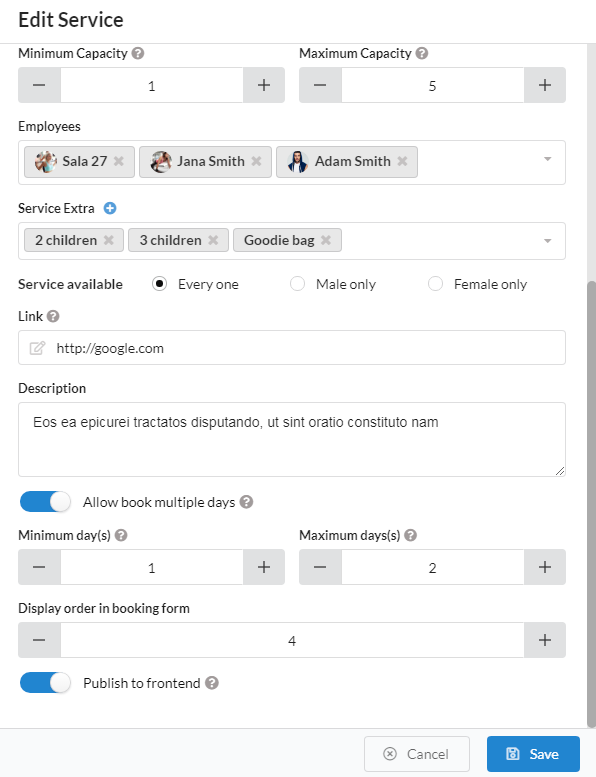 Edit Service
Minimum Capacity Maximum Capacity
1 5
Employees
Sala 27 Jana Smith Adam Smith
Service Extra
2 children 3 children Goodie bag
Service available Every one Male only Female only
Link
http://google.com
Description
Eos ea epicurei tractatos disputando, ut sint oratio constituto nam
Allow book multiple days
Minimum day(s) Maximum days(s)
1 2
Display order in booking form
4
Publish to frontend
Cancel Save